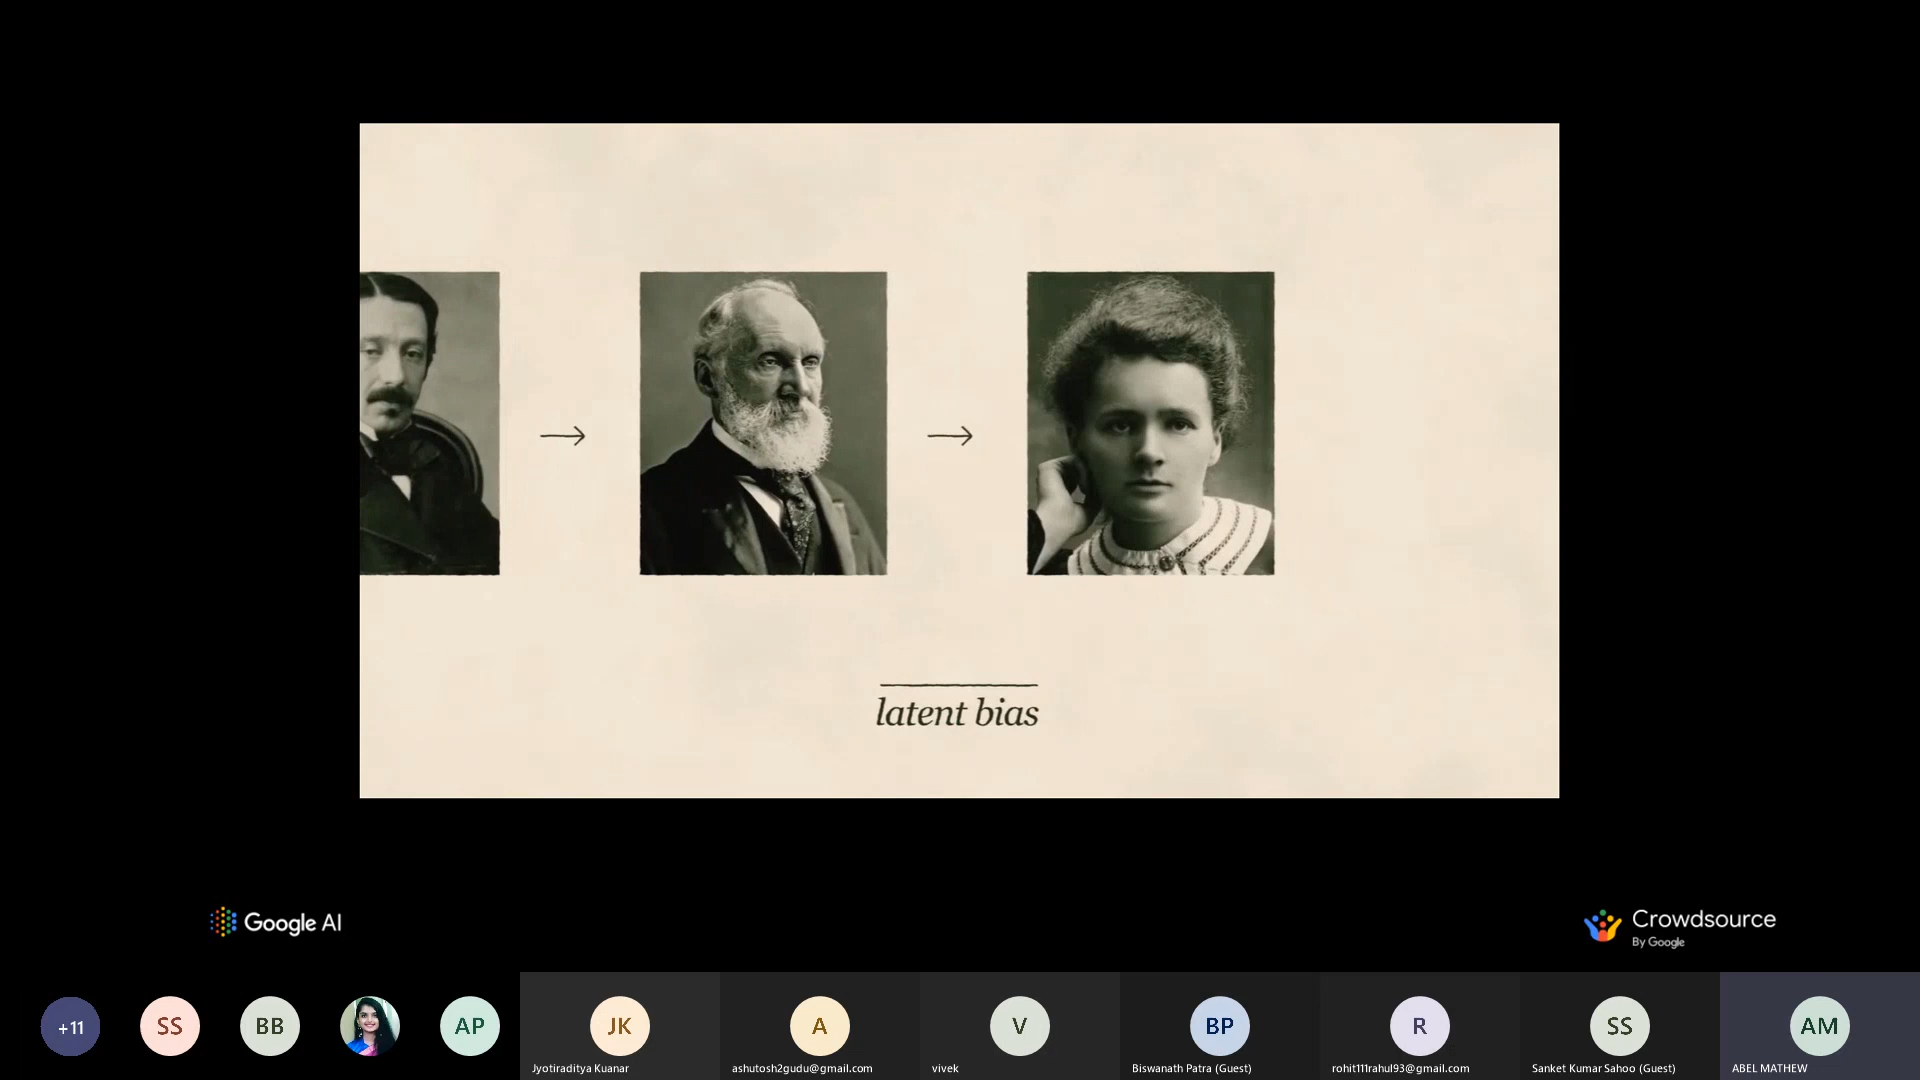 latent bias
Google AI
Crowdsource
By Google
+11
SS
BB
AP
JK
Jyotiraditya Kuanar
A
ashutosh2gudu@gmail.com
V
vivek
BP
Biswanath Patra (Guest)
R
rohit111rahul93@gmail.com
SS
Sanket Kumar Sahoo (Guest)
AM
ABEL MATHEW